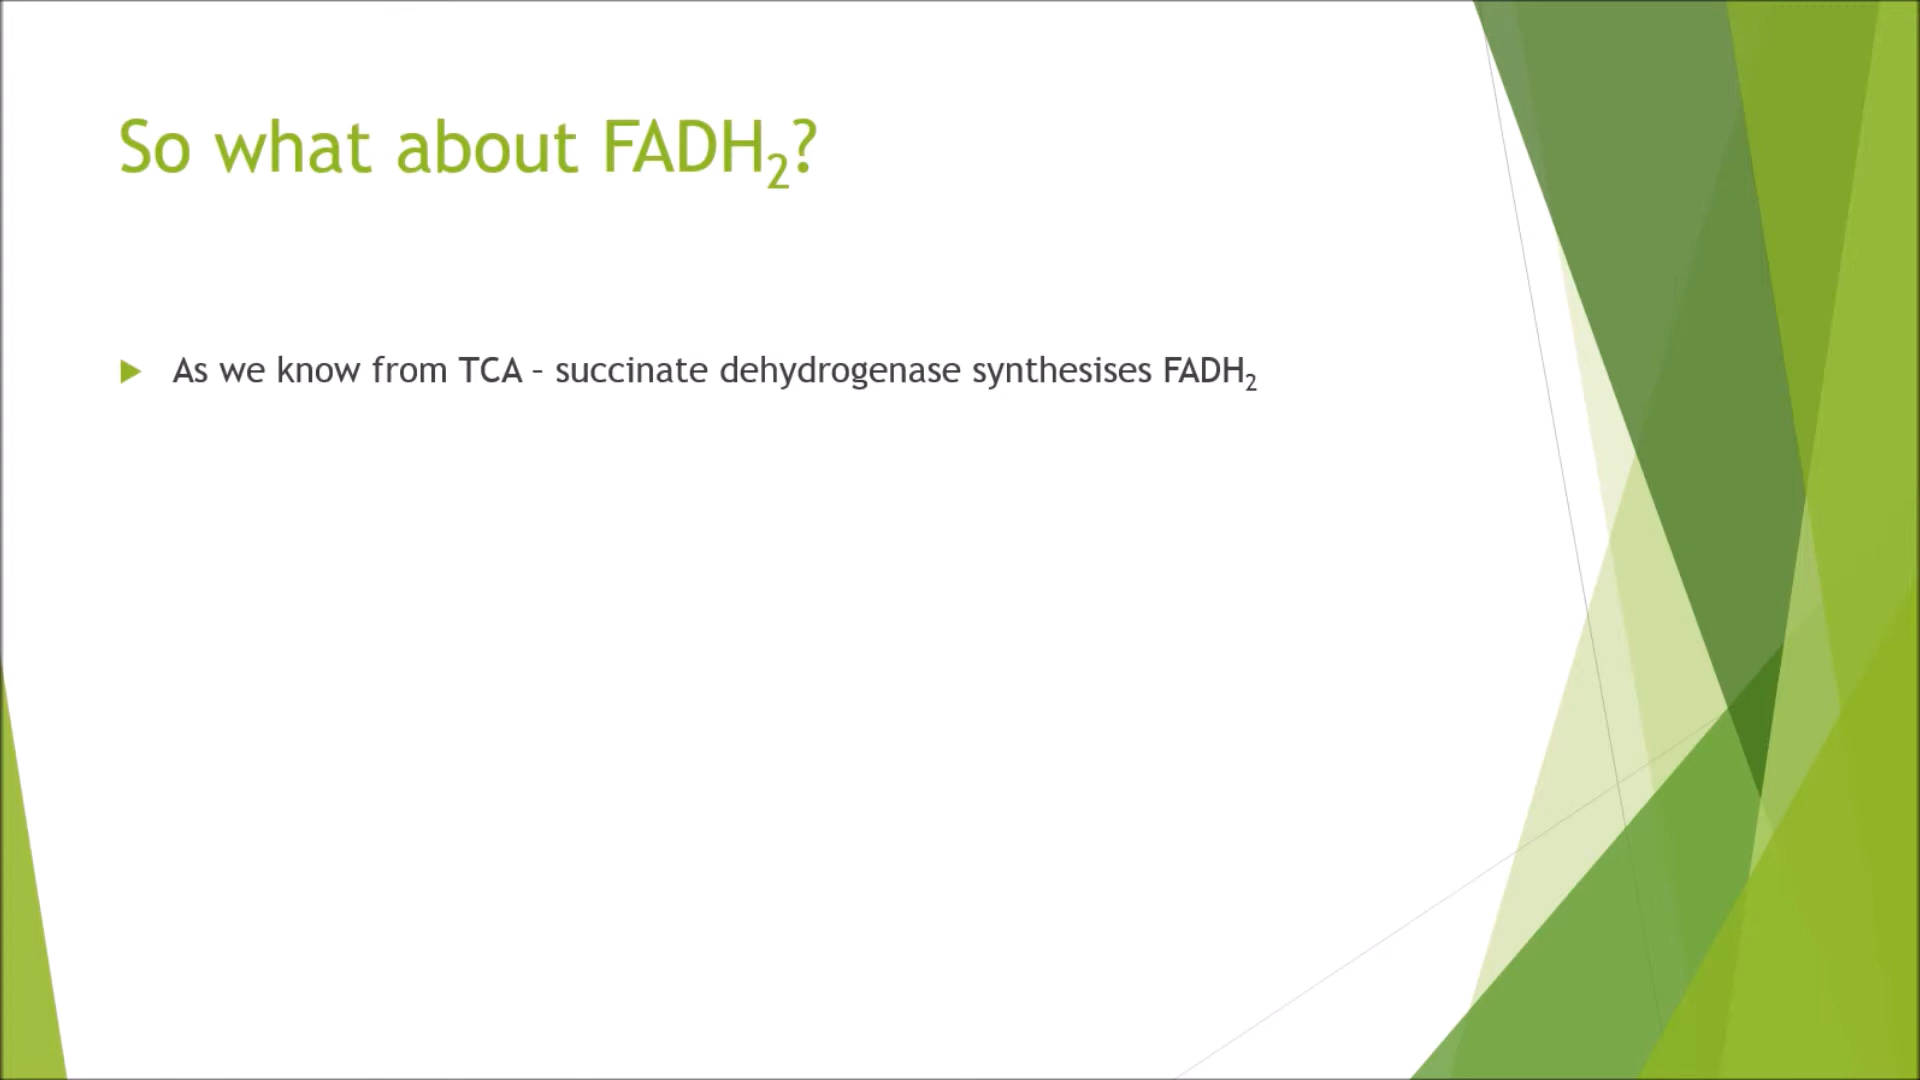 So what about FADH₂?
As we know from TCA – succinate dehydrogenase synthesises FADH₂